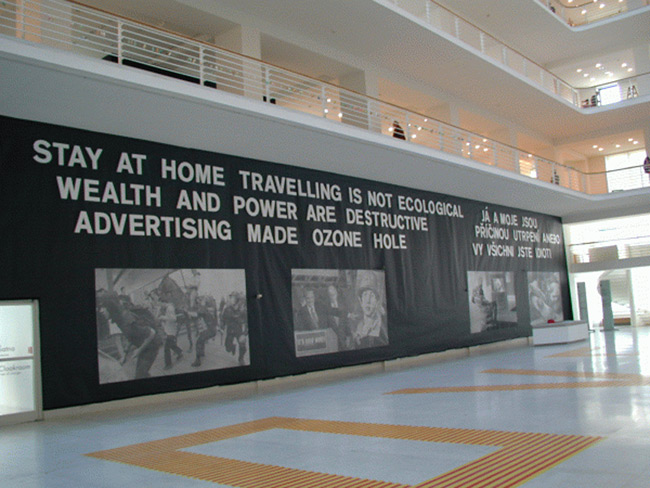 STAY AT HOME TRAVELLING IS NOT ECOLOGICAL
WEALTH AND POWER ARE DESTRUCTIVE
ADVERTISING MADE OZONE HOLE
JÁ A MOJE JSOU
PŘÍČINOU UTRPENÍ ANEBO
VY VŠICHNI JSTE IDIOTI
Cloakroom